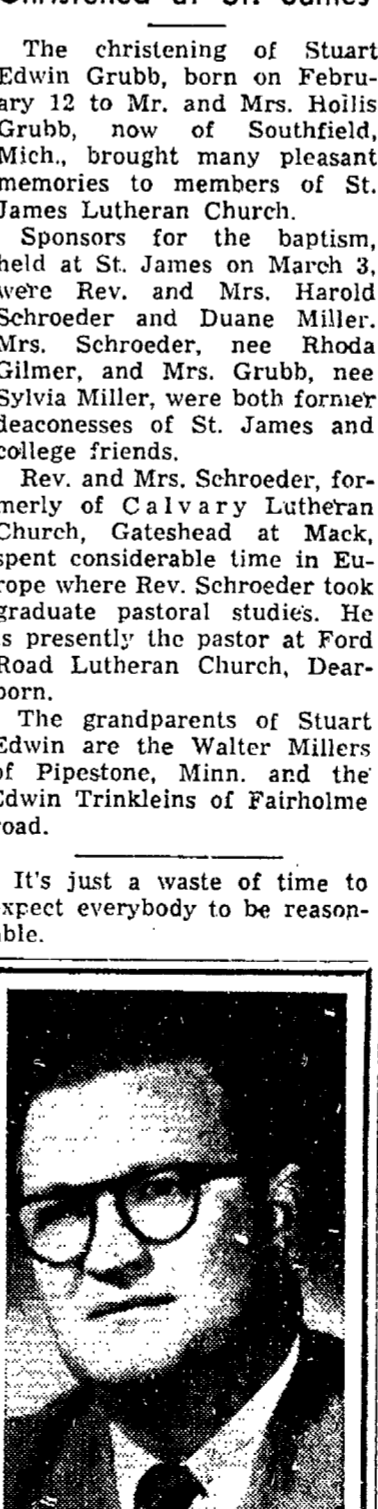 Christened at St. James
The christening of Stuart
Edwin Grubb, born on Febru-
ary 12 to Mr. and Mrs. Hollis
Grubb, now of Southfield,
Mich., brought many pleasant
memories to members of St.
James Lutheran Church.
Sponsors for the baptism,
held at St. James on March 3,
were Rev. and Mrs. Harold
Schroeder and Duane Miller.
Mrs. Schroeder, nee Rhoda
Gilmer, and Mrs. Grubb, nee
Sylvia Miller, were both former
deaconesses of St. James and
college friends.
Rev. and Mrs. Schroeder, for-
merly of Calvary Lutheran
Church, Gateshead at Mack,
spent considerable time in Eu-
rope where Rev. Schroeder took
graduate pastoral studies. He
is presently the pastor at Ford
Road Lutheran Church, Dear-
born.
The grandparents of Stuart
Edwin are the Walter Millers
of Pipestone, Minn. and the
Edwin Trinkleins of Fairholme
road.
It's just a waste of time to
expect everybody to be reason-
able.